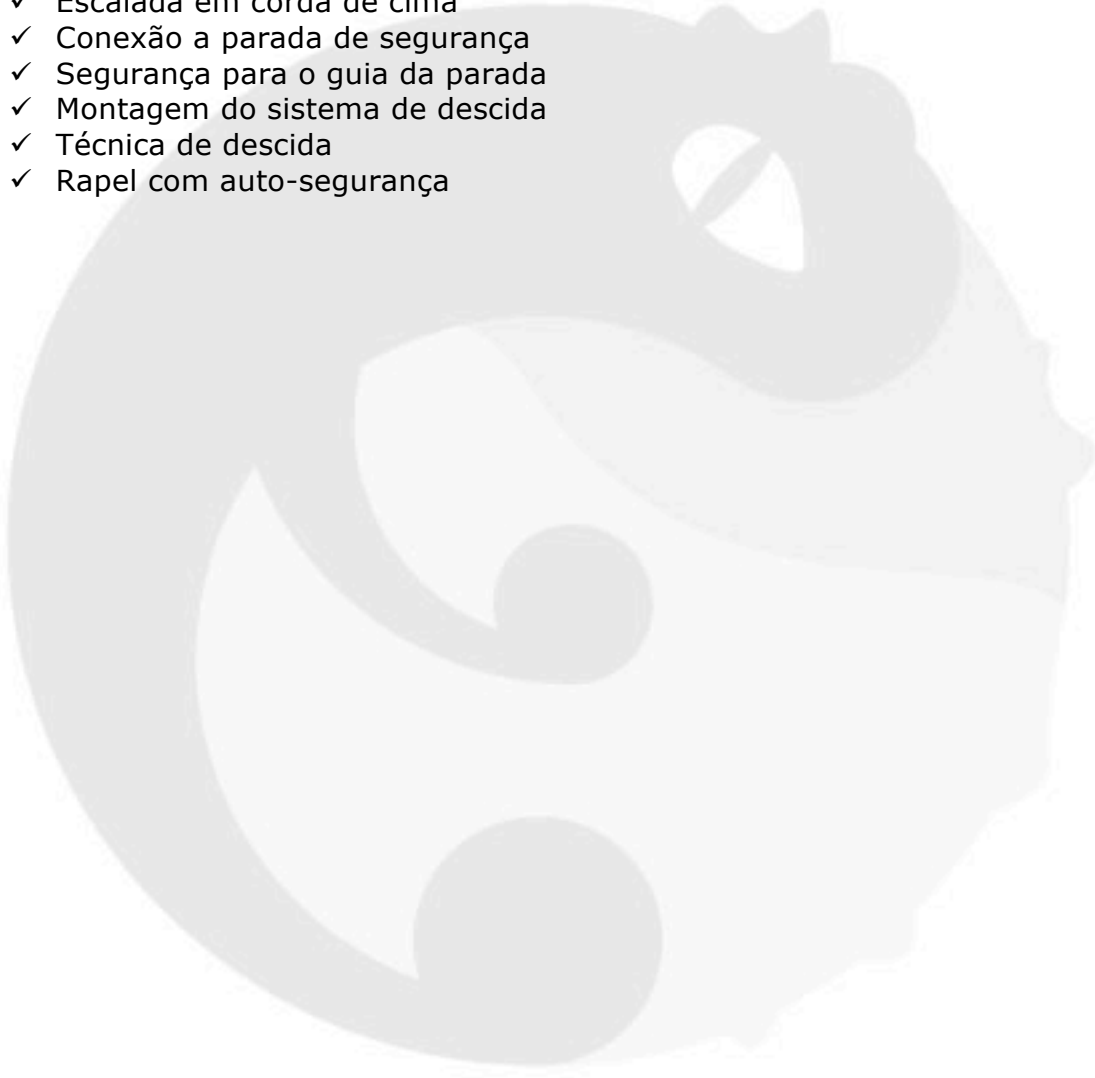 ✓ Escalada em corda de cima
✓ Conexão a parada de segurança
✓ Segurança para o guia da parada
✓ Montagem do sistema de descida
✓ Técnica de descida
✓ Rapel com auto-segurança